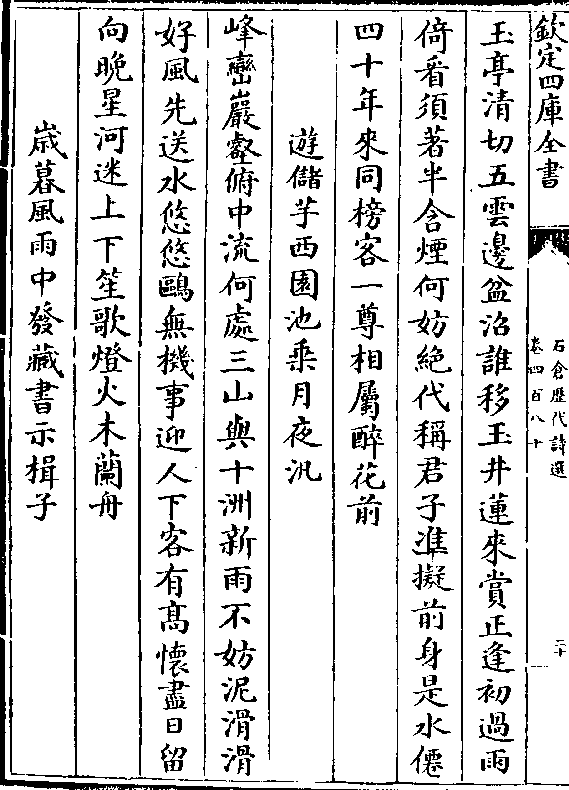 欽定四庫全書
石倉歴代詩選
卷四百八十
二十
玉亭清切五雲邊盆沼誰移玉井蓮來賞正逢初過雨
倚看須著半含煙何妨絶代稱君子準擬前身是水僊
四十年來同榜客一尊相屬醉花前
遊儲芋西園池乗月夜汎
峰巒巖壑俯中流何處三山與十洲新雨不妨泥滑滑
好風先送水悠悠鷗無機事迎人下客有髙懷盡日留
向晚星河迷上下笙歌燈火木蘭舟
歳暮風雨中發藏書示楫子